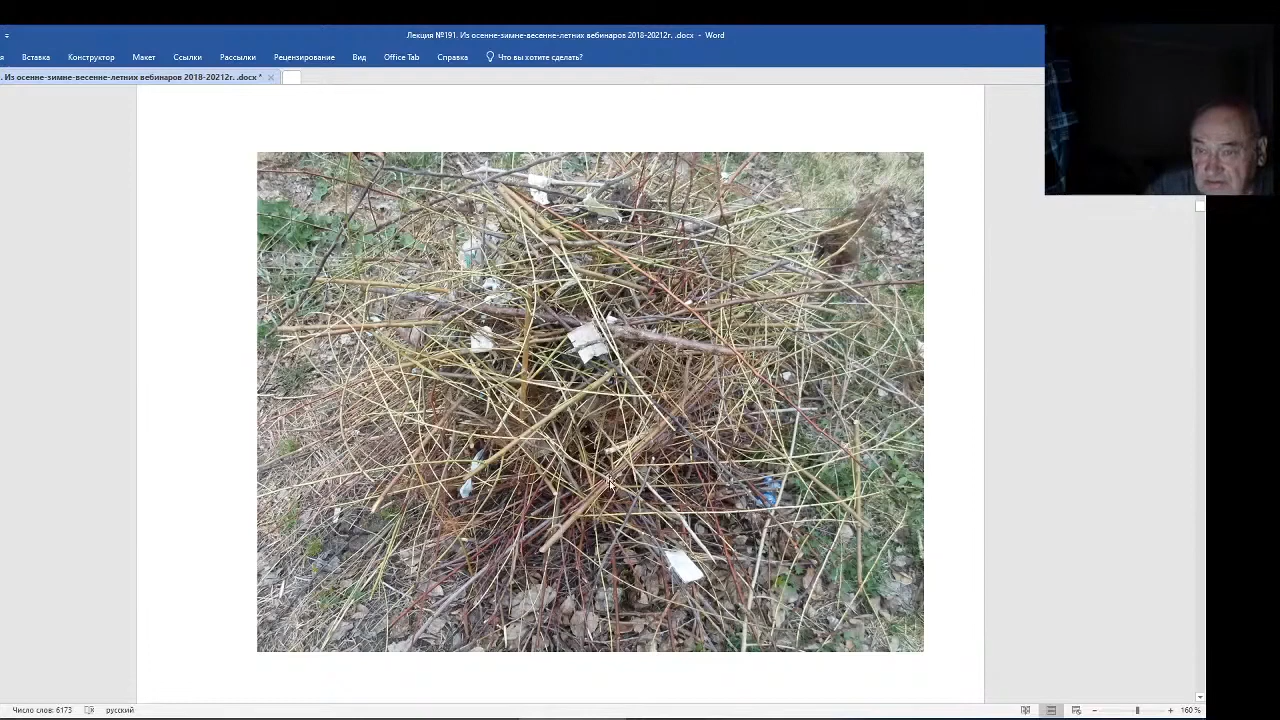 Лекция №191. Из осенне-зимне-весенне-летних вебинаров 2018-20212г. .docx - Word
Вставка Конструктор Макет Ссылки Рассылки Рецензирование Вид Office Tab Справка Что вы хотите сделать?
. Из осенне-зимне-весенне-летних вебинаров 2018-20212г. .docx *
Число слов: 6173 русский 160 %